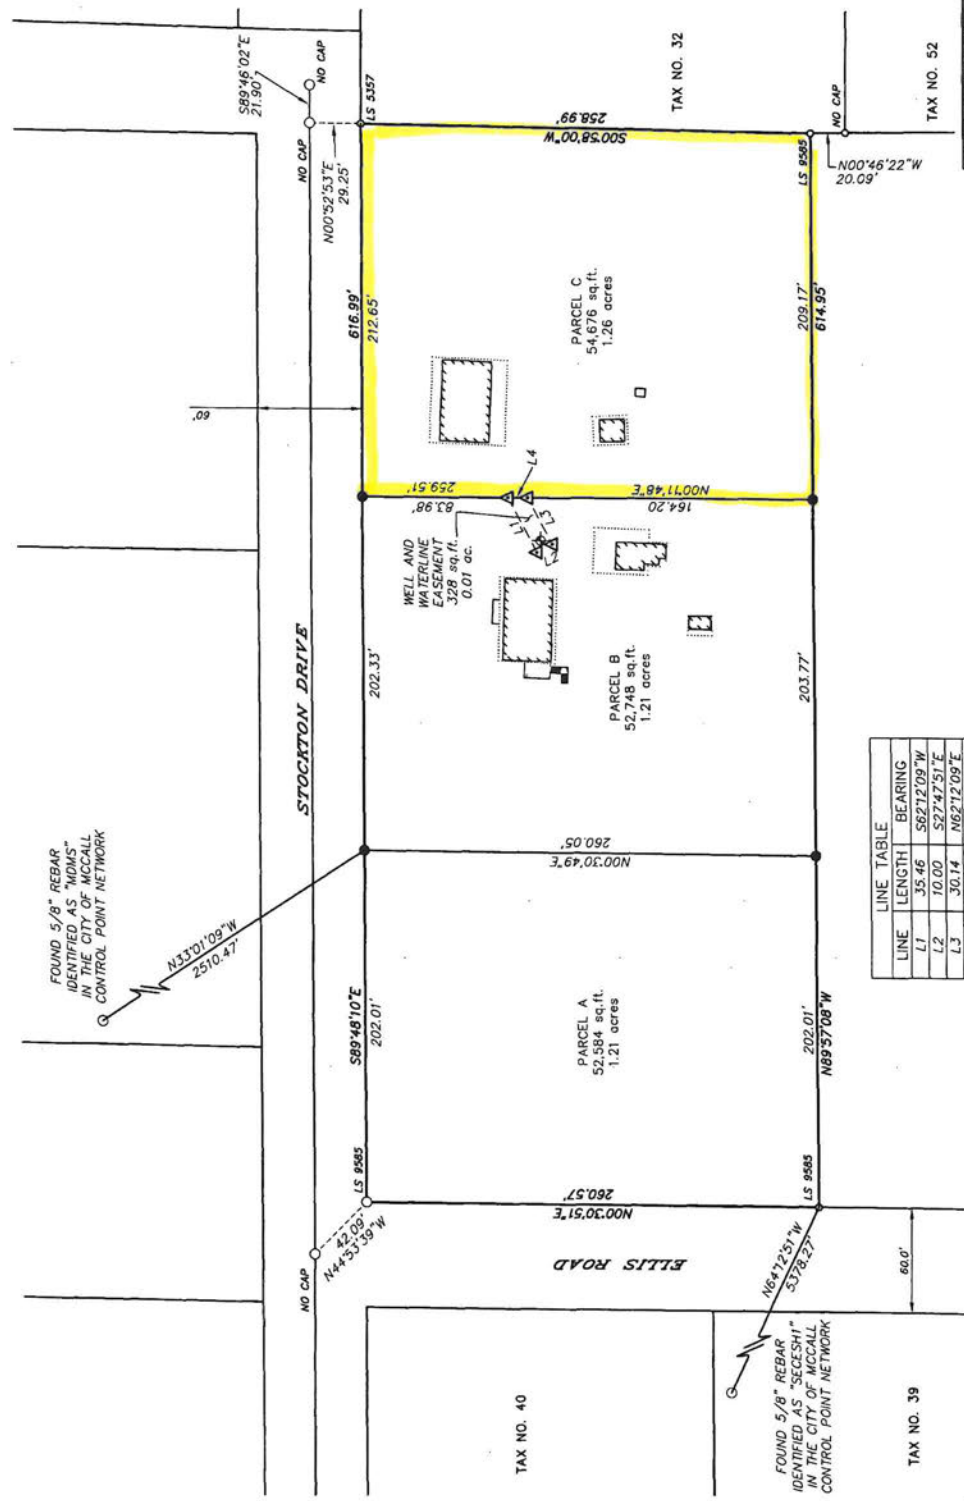 FOUND 5/8" REBAR
IDENTIFIED AS "MDMS"
IN THE CITY OF MCCALL
CONTROL POINT NETWORK
N33°01'09"W
2510.47'
S89°46'02"E
21.90'
NO CAP
NO CAP
LS 5357
N00°52'53"E
29.25'
60'
STOCKTON DRIVE
NO CAP
42.09'
N44°53'39"W
LS 9585
S89°48'10"E
202.01'
202.33'
616.99'
212.65'
TAX NO. 32
TAX NO. 52
NO CAP
S00°58'00"W
258.99'
LS 9585
N00°46'22"W
20.09'
PARCEL C
54,676 sq.ft.
1.26 acres
259.51'
83.98'
N00°11'48"E
164.20
L4
L1
L3
WELL AND
WATERLINE
EASEMENT
328 sq.ft.
0.01 ac.
PARCEL B
52,748 sq.ft.
1.21 acres
N00°30'49"E
260.05'
PARCEL A
52,584 sq.ft.
1.21 acres
N00°30'51"E
260.57'
ELLIS ROAD
LS 9585
202.01'
N89°57'08"W
203.77'
209.17'
614.95'
60.0'
N64°12'51"W
5378.27'
FOUND 5/8" REBAR
IDENTIFIED AS "SECESH1"
IN THE CITY OF MCCALL
CONTROL POINT NETWORK
TAX NO. 40
TAX NO. 39
LINE TABLE
LINE LENGTH BEARING
L1 35.46 S62°12'09"W
L2 10.00 S27°47'51"E
L3 30.14 N62°12'09"E